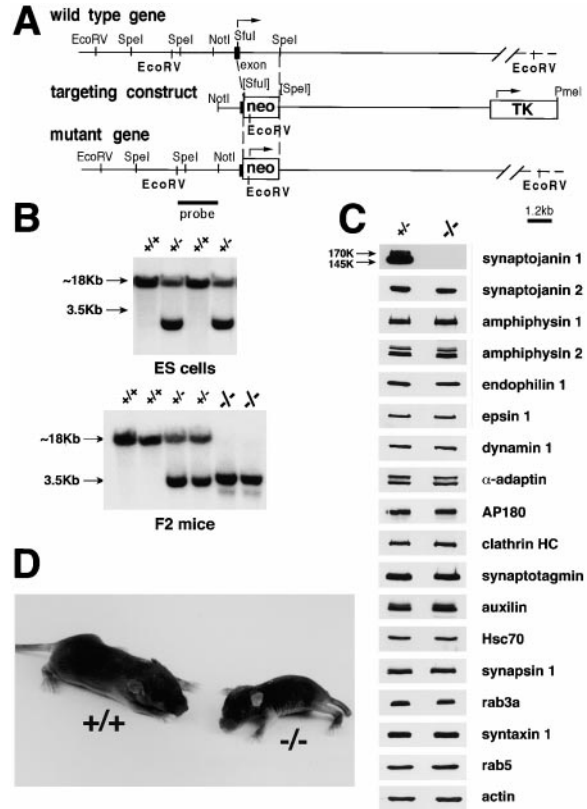 A
wild type gene
SfuI
EcoRV SpeI SpeI NotI SpeI
EcoRV exon EcoRV
targeting construct [SfuI] [SpeI]
NotI neo TK PmeI
EcoRV
mutant gene
EcoRV SpeI SpeI NotI
EcoRV neo EcoRV
EcoRV
probe 1.2kb
B
+/+ +/- +/+ +/-
~18Kb
3.5Kb
ES cells
+/+ +/+ +/- +/- -/- -/-
~18Kb
3.5Kb
F2 mice
C
+/- -/-
170K
145K
synaptojanin 1
synaptojanin 2
amphiphysin 1
amphiphysin 2
endophilin 1
epsin 1
dynamin 1
α-adaptin
AP180
clathrin HC
synaptotagmin
auxilin
Hsc70
synapsin 1
rab3a
syntaxin 1
rab5
actin
D
+/+
-/-